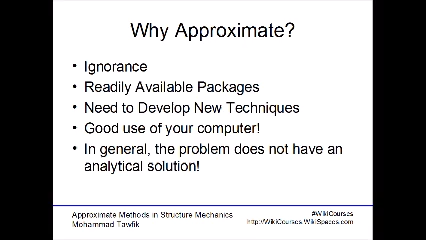 Why Approximate?
• Ignorance
• Readily Available Packages
• Need to Develop New Techniques
• Good use of your computer!
• In general, the problem does not have an
analytical solution!
Approximate Methods in Structure Mechanics
Mohammad Tawfik
#WikiCourses
http://WikiCourses.WikiSpaces.com